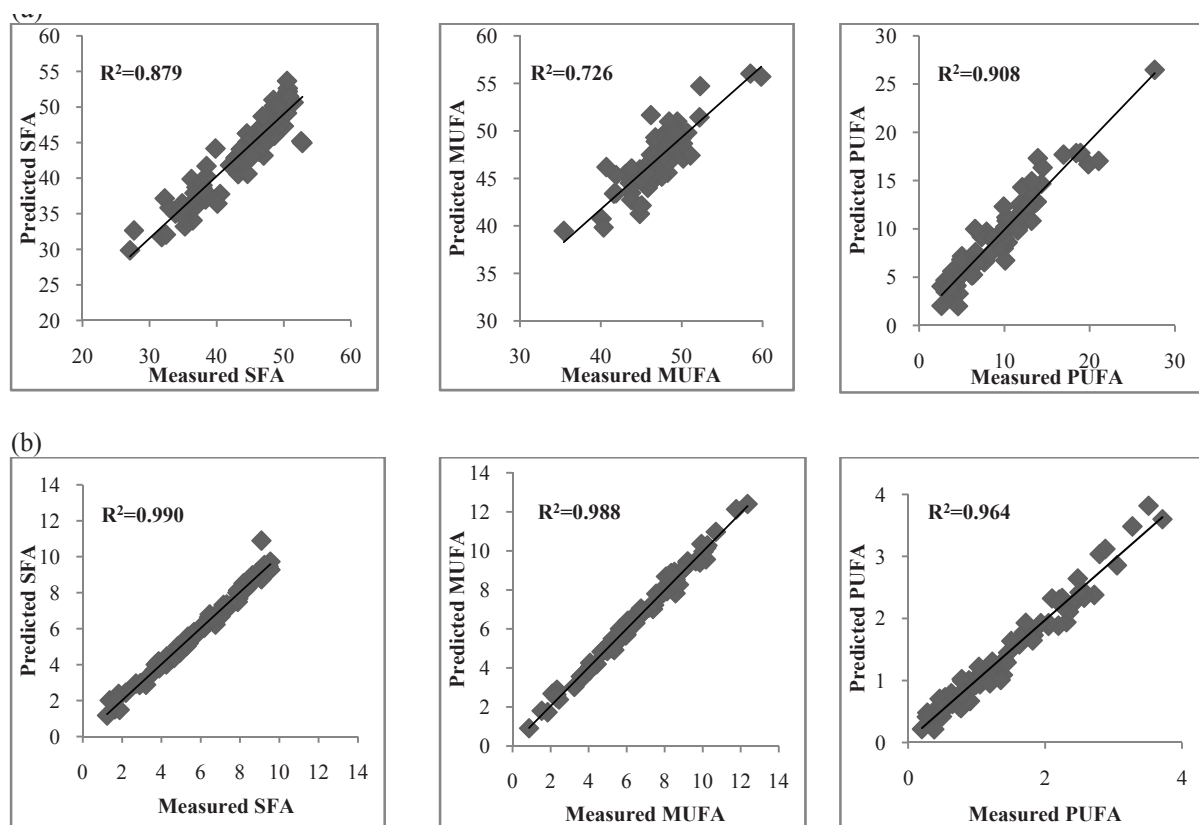 (a)
60
55
50
45
40
35
30
25
20
R²=0.879
Predicted SFA
20 30 40 50 60
Measured SFA
60
55
50
45
40
35
30
R²=0.726
Predicted MUFA
30 40 50 60
Measured MUFA
30
25
20
15
10
5
0
R²=0.908
Predicted PUFA
0 10 20 30
Measured PUFA
(b)
14
12
10
8
6
4
2
0
R²=0.990
Predicted SFA
0 2 4 6 8 10 12 14
Measured SFA
14
12
10
8
6
4
2
0
R²=0.988
Predicted MUFA
0 2 4 6 8 10 12 14
Measured MUFA
4
3
2
1
0
R²=0.964
Predicted PUFA
0 2 4
Measured PUFA